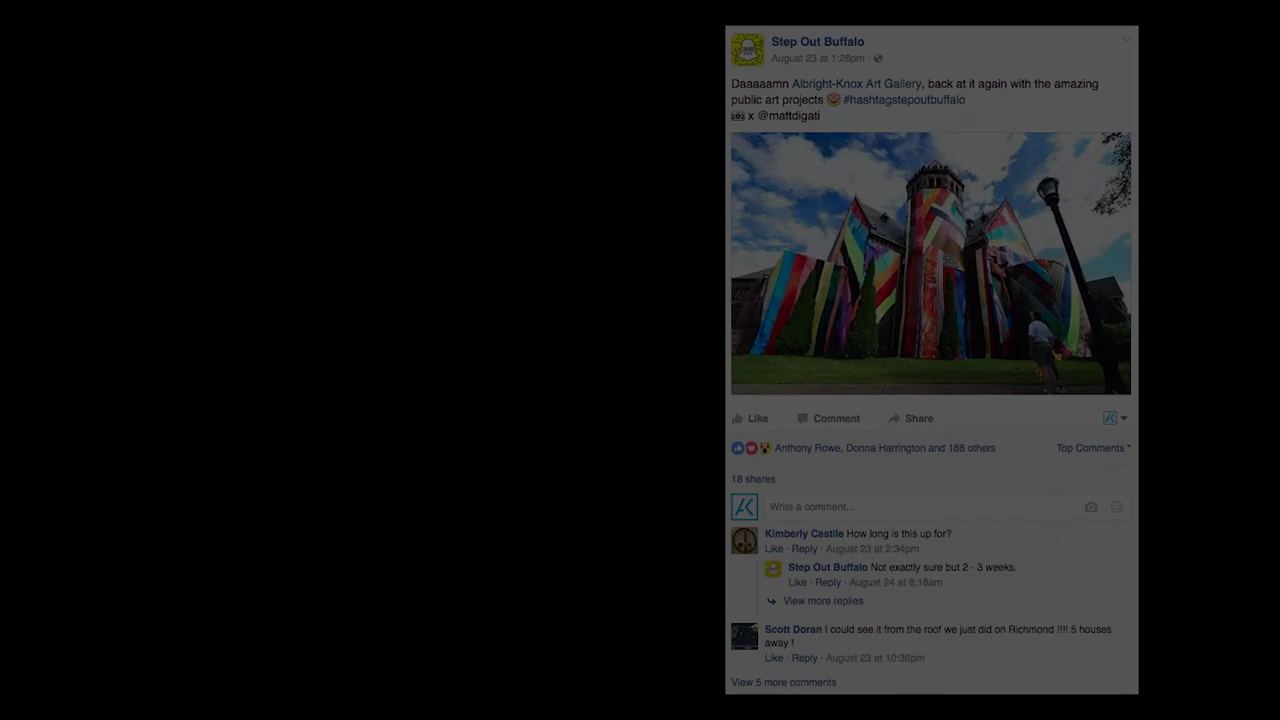 Step Out Buffalo
August 23 at 1:26pm ·
Daaaaamn Albright-Knox Art Gallery, back at it again with the amazing
public art projects 😍 #hashtagstepoutbuffalo
📷 x @mattdigati
Like Comment Share
Anthony Rowe, Donna Harrington and 188 others Top Comments
18 shares
AK Write a comment...
Kimberly Castile How long is this up for?
Like · Reply · August 23 at 2:34pm
Step Out Buffalo Not exactly sure but 2 - 3 weeks.
Like · Reply · August 24 at 8:18am
View more replies
Scott Doran I could see it from the roof we just did on Richmond !!!! 5 houses
away !
Like · Reply · August 23 at 10:36pm
View 5 more comments